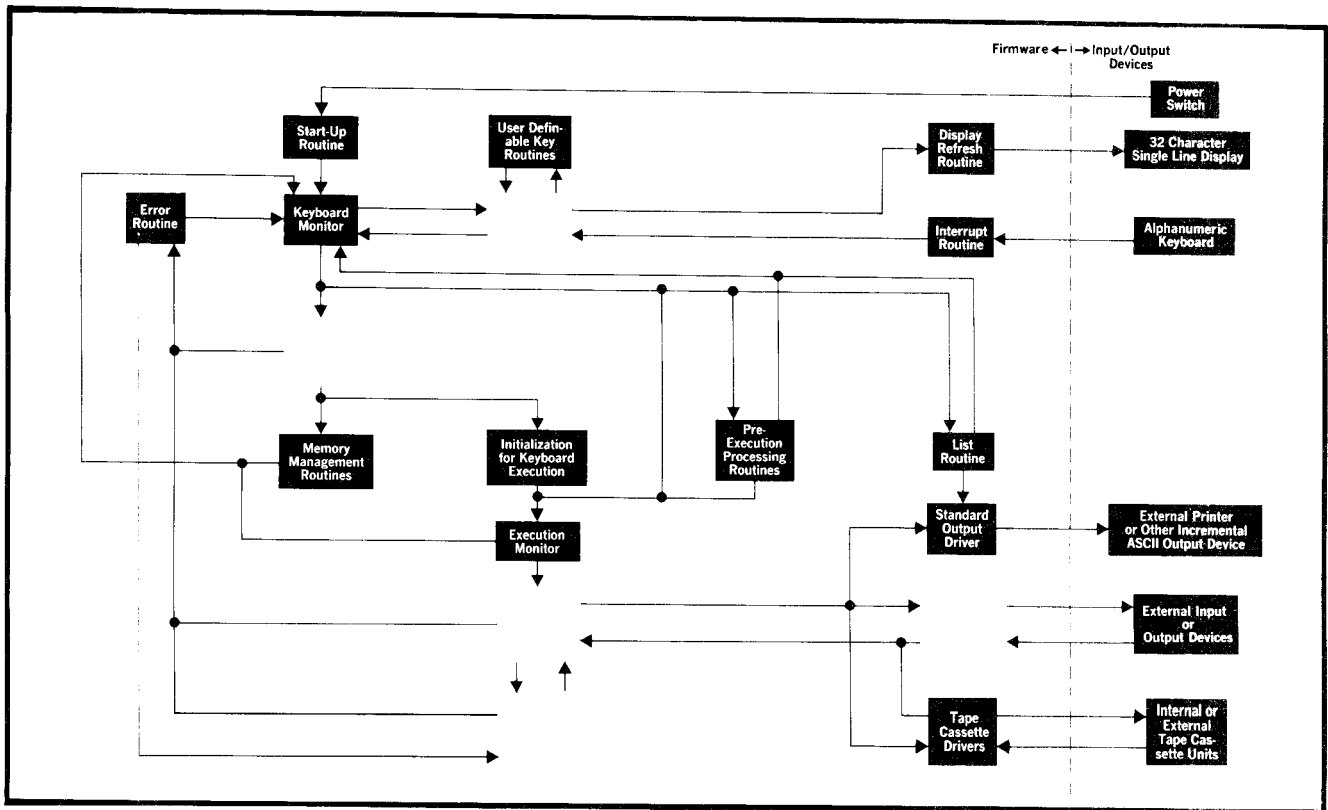 Firmware Input/Output
Devices
Power
Switch
Start-Up
Routine
User Defin-
able Key
Routines
Display
Refresh
Routine
32 Character
Single Line Display
Error
Routine
Keyboard
Monitor
Interrupt
Routine
Alphanumeric
Keyboard
Memory
Management
Routines
Initialization
for Keyboard
Execution
Pre-
Execution
Processing
Routines
List
Routine
Execution
Monitor
Standard
Output
Driver
External Printer
or Other Incremental
ASCII Output Device
External Input
or
Output Devices
Tape
Cassette
Drivers
Internal or
External
Tape Cas-
sette Units